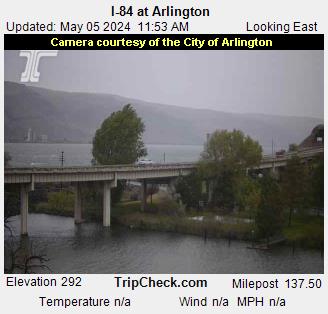 I-84 at Arlington
Updated: May 05 2024 11:53 AM Looking East
Camera courtesy of the City of Arlington
Elevation 292 TripCheck.com Milepost 137.50
Temperature n/a Wind n/a MPH n/a